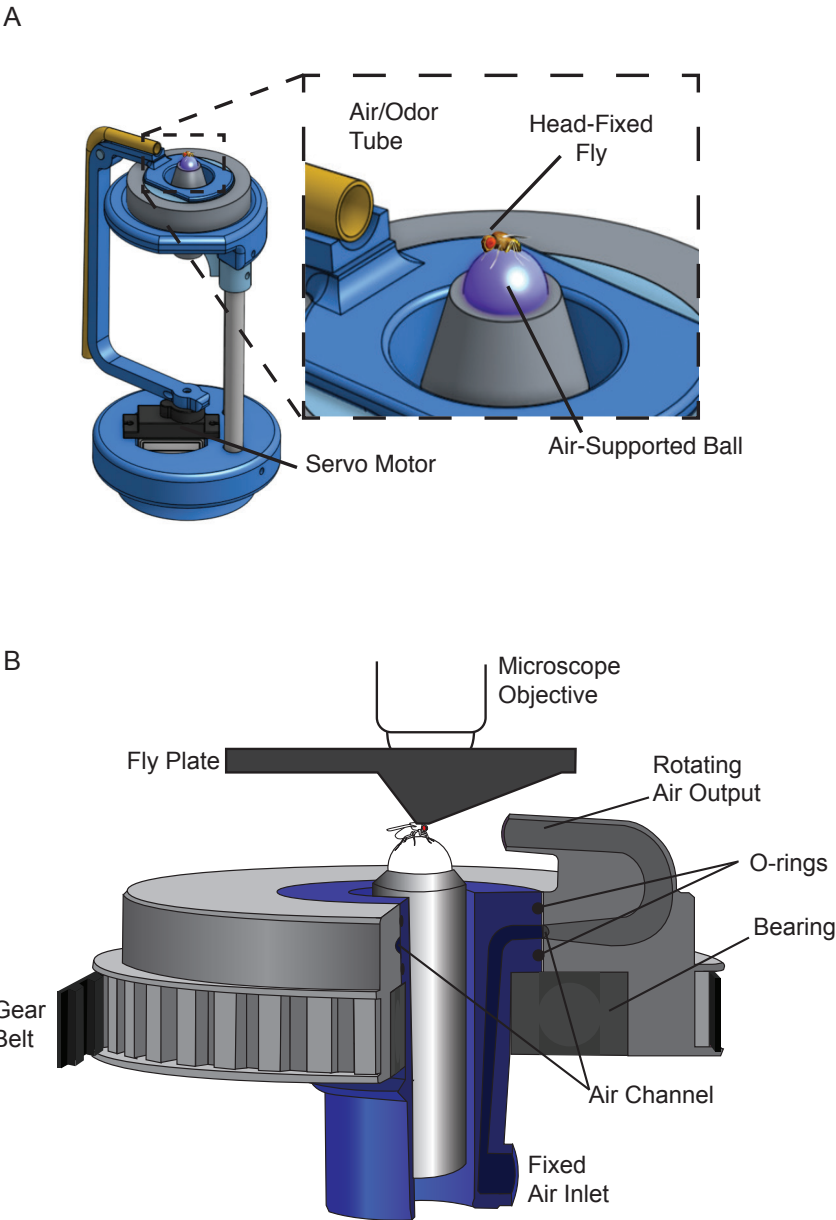 A
Air/Odor
Tube
Head-Fixed
Fly
Air-Supported Ball
Servo Motor
B
Microscope
Objective
Fly Plate
Rotating
Air Output
O-rings
Bearing
Gear
Belt
Air Channel
Fixed
Air Inlet